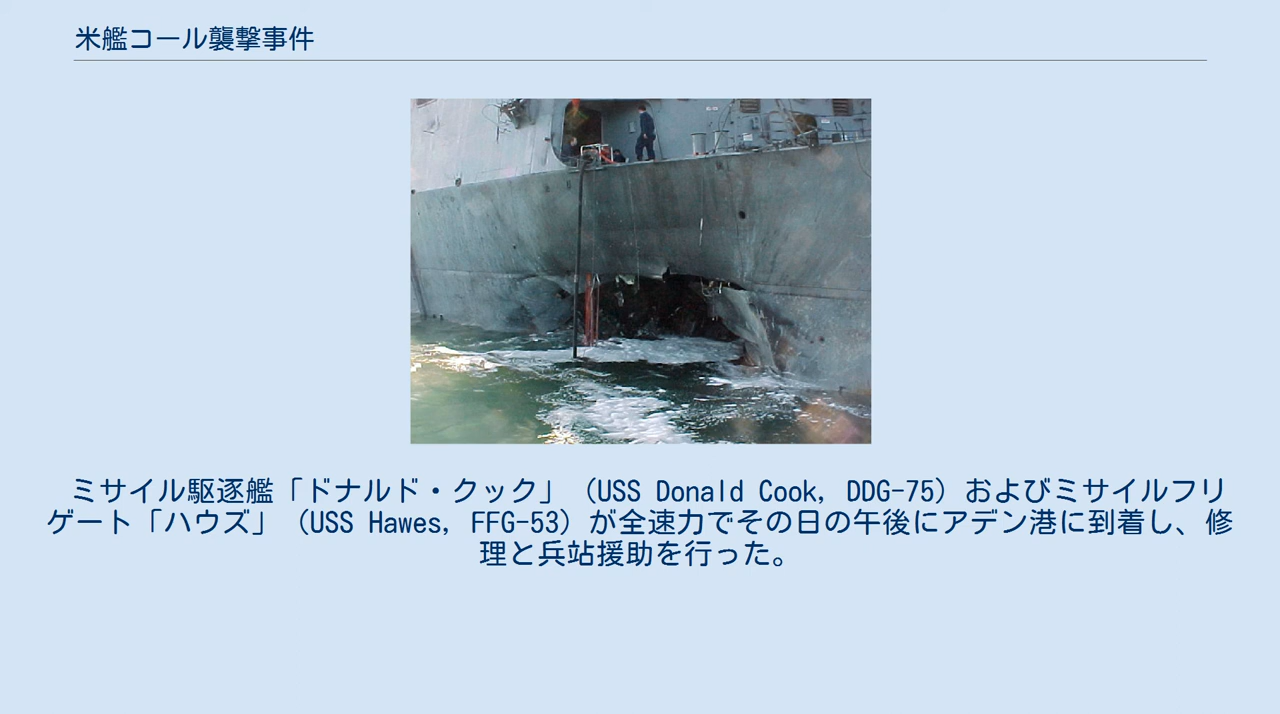 米艦コール襲撃事件
ミサイル駆逐艦「ドナルド・クック」（USS Donald Cook, DDG-75）およびミサイルフリ
ゲート「ハウズ」（USS Hawes, FFG-53）が全速力でその日の午後にアデン港に到着し、修
理と兵站援助を行った。